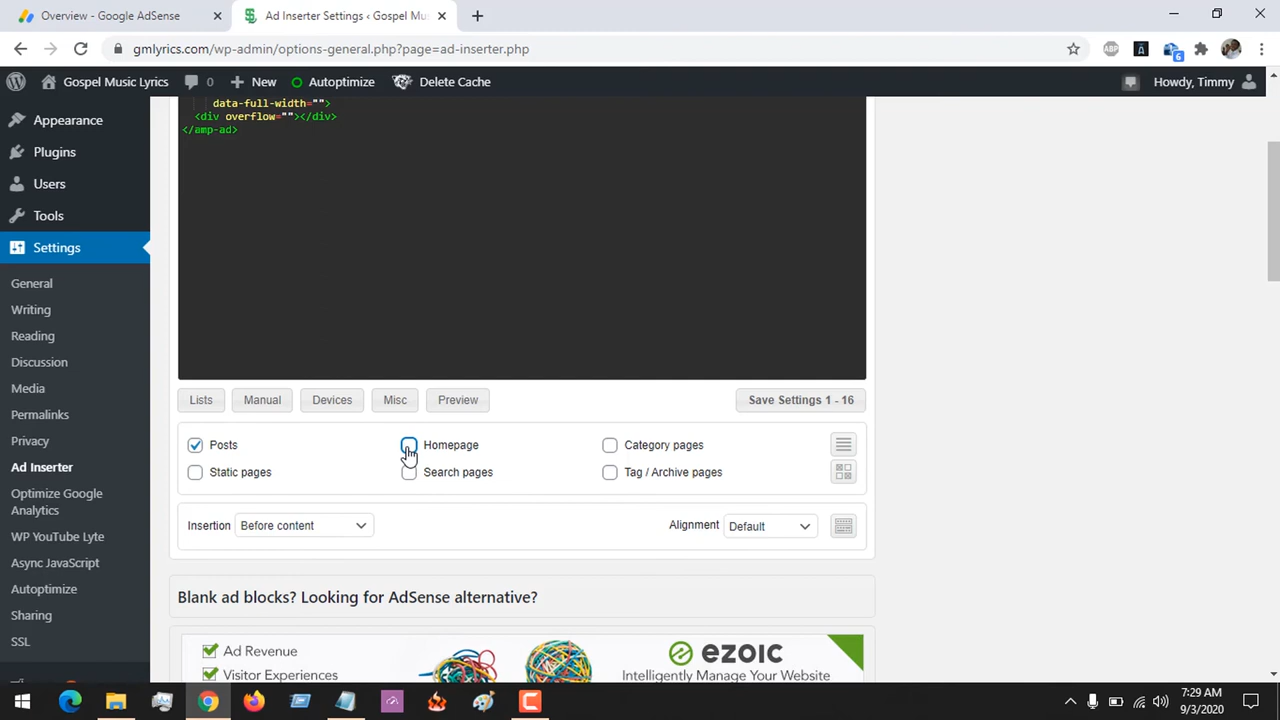 Overview - Google AdSense
Ad Inserter Settings ‹ Gospel Mu
gmlyrics.com/wp-admin/options-general.php?page=ad-inserter.php
ABP
6
Gospel Music Lyrics
0
New
Autoptimize
Delete Cache
Howdy, Timmy
Appearance
Plugins
Users
Tools
Settings
General
Writing
Reading
Discussion
Media
Permalinks
Privacy
Ad Inserter
Optimize Google
Analytics
WP YouTube Lyte
Async JavaScript
Autoptimize
Sharing
SSL
data-full-width="">
<div overflow=""></div>
</amp-ad>
Lists
Manual
Devices
Misc
Preview
Save Settings 1 - 16
Posts
Homepage
Category pages
Static pages
Search pages
Tag / Archive pages
Insertion
Before content
Alignment
Default
Blank ad blocks? Looking for AdSense alternative?
Ad Revenue
Visitor Experiences
ezoic
Intelligently Manage Your Website
7:29 AM
9/3/2020